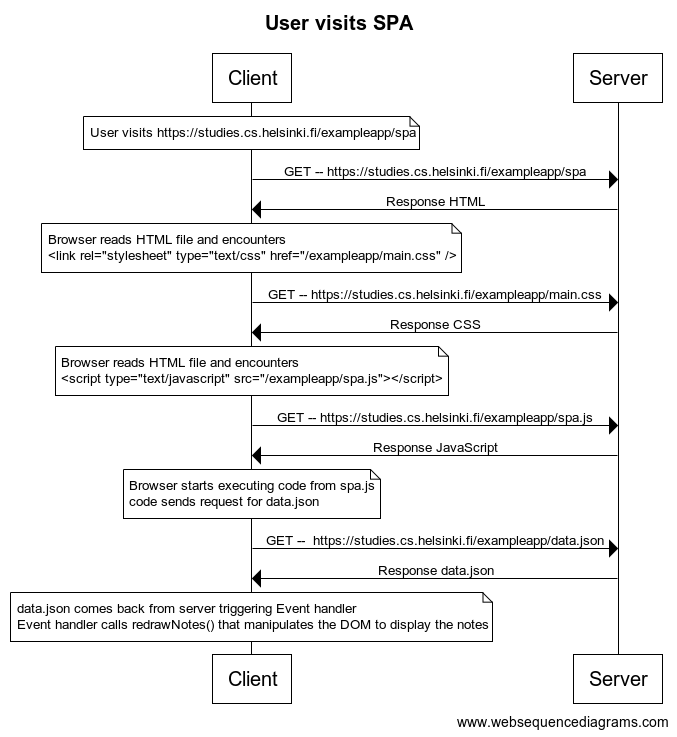 User visits SPA
Client
Server
User visits https://studies.cs.helsinki.fi/exampleapp/spa
GET -- https://studies.cs.helsinki.fi/exampleapp/spa
Response HTML
Browser reads HTML file and encounters
<link rel="stylesheet" type="text/css" href="/exampleapp/main.css" />
GET -- https://studies.cs.helsinki.fi/exampleapp/main.css
Response CSS
Browser reads HTML file and encounters
<script type="text/javascript" src="/exampleapp/spa.js"></script>
GET -- https://studies.cs.helsinki.fi/exampleapp/spa.js
Response JavaScript
Browser starts executing code from spa.js
code sends request for data.json
GET --  https://studies.cs.helsinki.fi/exampleapp/data.json
Response data.json
data.json comes back from server triggering Event handler
Event handler calls redrawNotes() that manipulates the DOM to display the notes
Client
Server
www.websequencediagrams.com